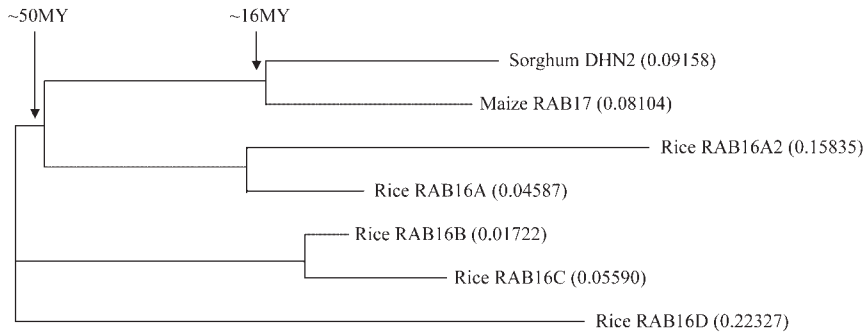 ~50MY
~16MY
Sorghum DHN2 (0.09158)
Maize RAB17 (0.08104)
Rice RAB16A2 (0.15835)
Rice RAB16A (0.04587)
Rice RAB16B (0.01722)
Rice RAB16C (0.05590)
Rice RAB16D (0.22327)